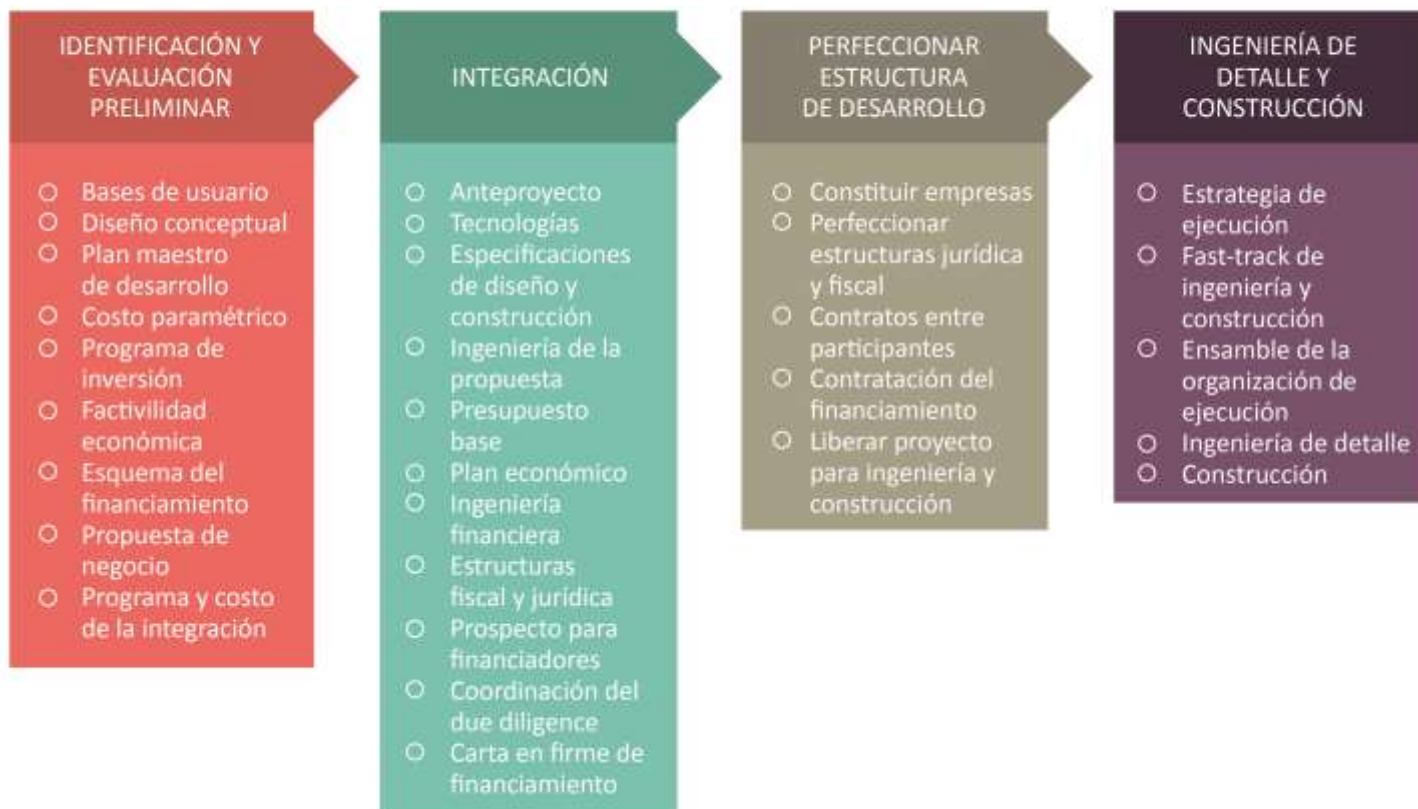 IDENTIFICACIÓN Y
EVALUACIÓN
PRELIMINAR
Bases de usuario
Diseño conceptual
Plan maestro
de desarrollo
Costo paramétrico
Programa de
inversión
Factivilidad
económica
Esquema del
financiamiento
Propuesta de
negocio
Programa y costo
de la integración
INTEGRACIÓN
Anteproyecto
Tecnologías
Especificaciones
de diseño y
construcción
Ingeniería de la
propuesta
Presupuesto
base
Plan económico
Ingeniería
financiera
Estructuras
fiscal y jurídica
Prospecto para
financiadores
Coordinación del
due diligence
Carta en firme de
financiamiento
PERFECCIONAR
ESTRUCTURA
DE DESARROLLO
Constituir empresas
Perfeccionar
estructuras jurídica
y fiscal
Contratos entre
participantes
Contratación del
financiamiento
Liberar proyecto
para ingeniería y
construcción
INGENIERÍA DE
DETALLE Y
CONSTRUCCIÓN
Estrategia de
ejecución
Fast-track de
ingeniería y
construcción
Ensamble de la
organización de
ejecución
Ingeniería de detalle
Construcción